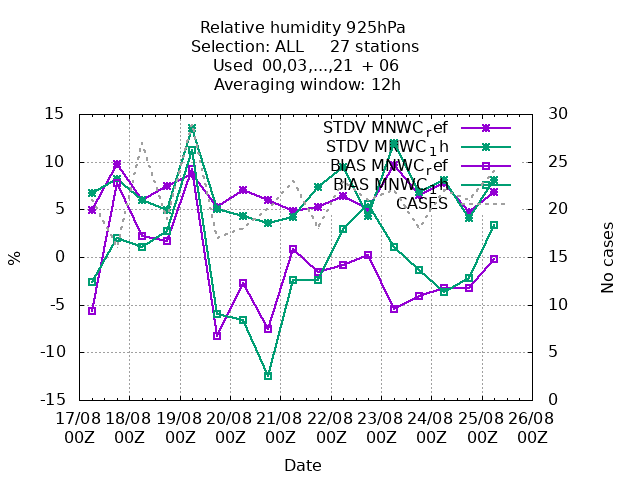 Relative humidity 925hPa
Selection: ALL 27 stations
Used 00,03,...,21 + 06
Averaging window: 12h
STDV MNWC_ref
STDV MNWC_1h
BIAS MNWC_ref
BIAS MNWC_1h
CASES
15
10
5
0
-5
-10
-15
%
30
25
20
15
10
5
0
No cases
17/08 18/08 19/08 20/08 21/08 22/08 23/08 24/08 25/08 26/08
00Z 00Z 00Z 00Z 00Z 00Z 00Z 00Z 00Z 00Z
Date